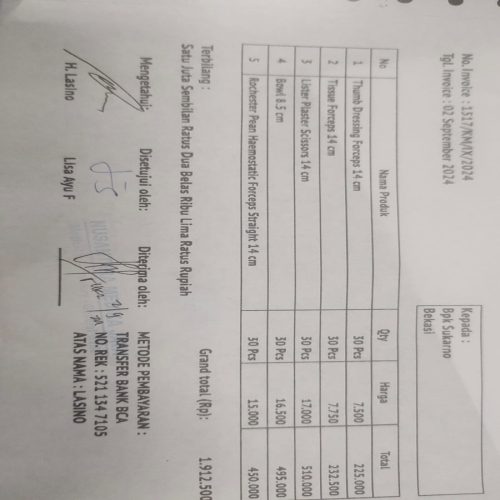 No. Invoice : 1517/KM/IX/2024
Tgl. Invoice : 02 September 2024
Kepada :
Bpk Sukarno
Bekasi
No Nama Produk Qty Harga Total
1 Thumb Dressing Forceps 14 cm 30 Pcs 7.500 225.000
2 Tissue Forceps 14 cm 30 Pcs 7.750 232.500
3 Lister Plaster Scissors 14 cm 30 Pcs 17.000 510.000
4 Bowl 8.5 cm 30 Pcs 16.500 495.000
5 Rochester Pean Haemostatic Forceps Straight 14 cm 30 Pcs 15.000 450.000
Grand total (Rp): 1.912.500
Terbilang :
Satu Juta Sembilan Ratus Dua Belas Ribu Lima Ratus Rupiah
Mengetahui: Disetujui oleh: Diterima oleh:
H. Lasino Lisa Ayu F
METODE PEMBAYARAN :
TRANSFER BANK BCA
NO. REK : 521 134 7105
ATAS NAMA : LASINO